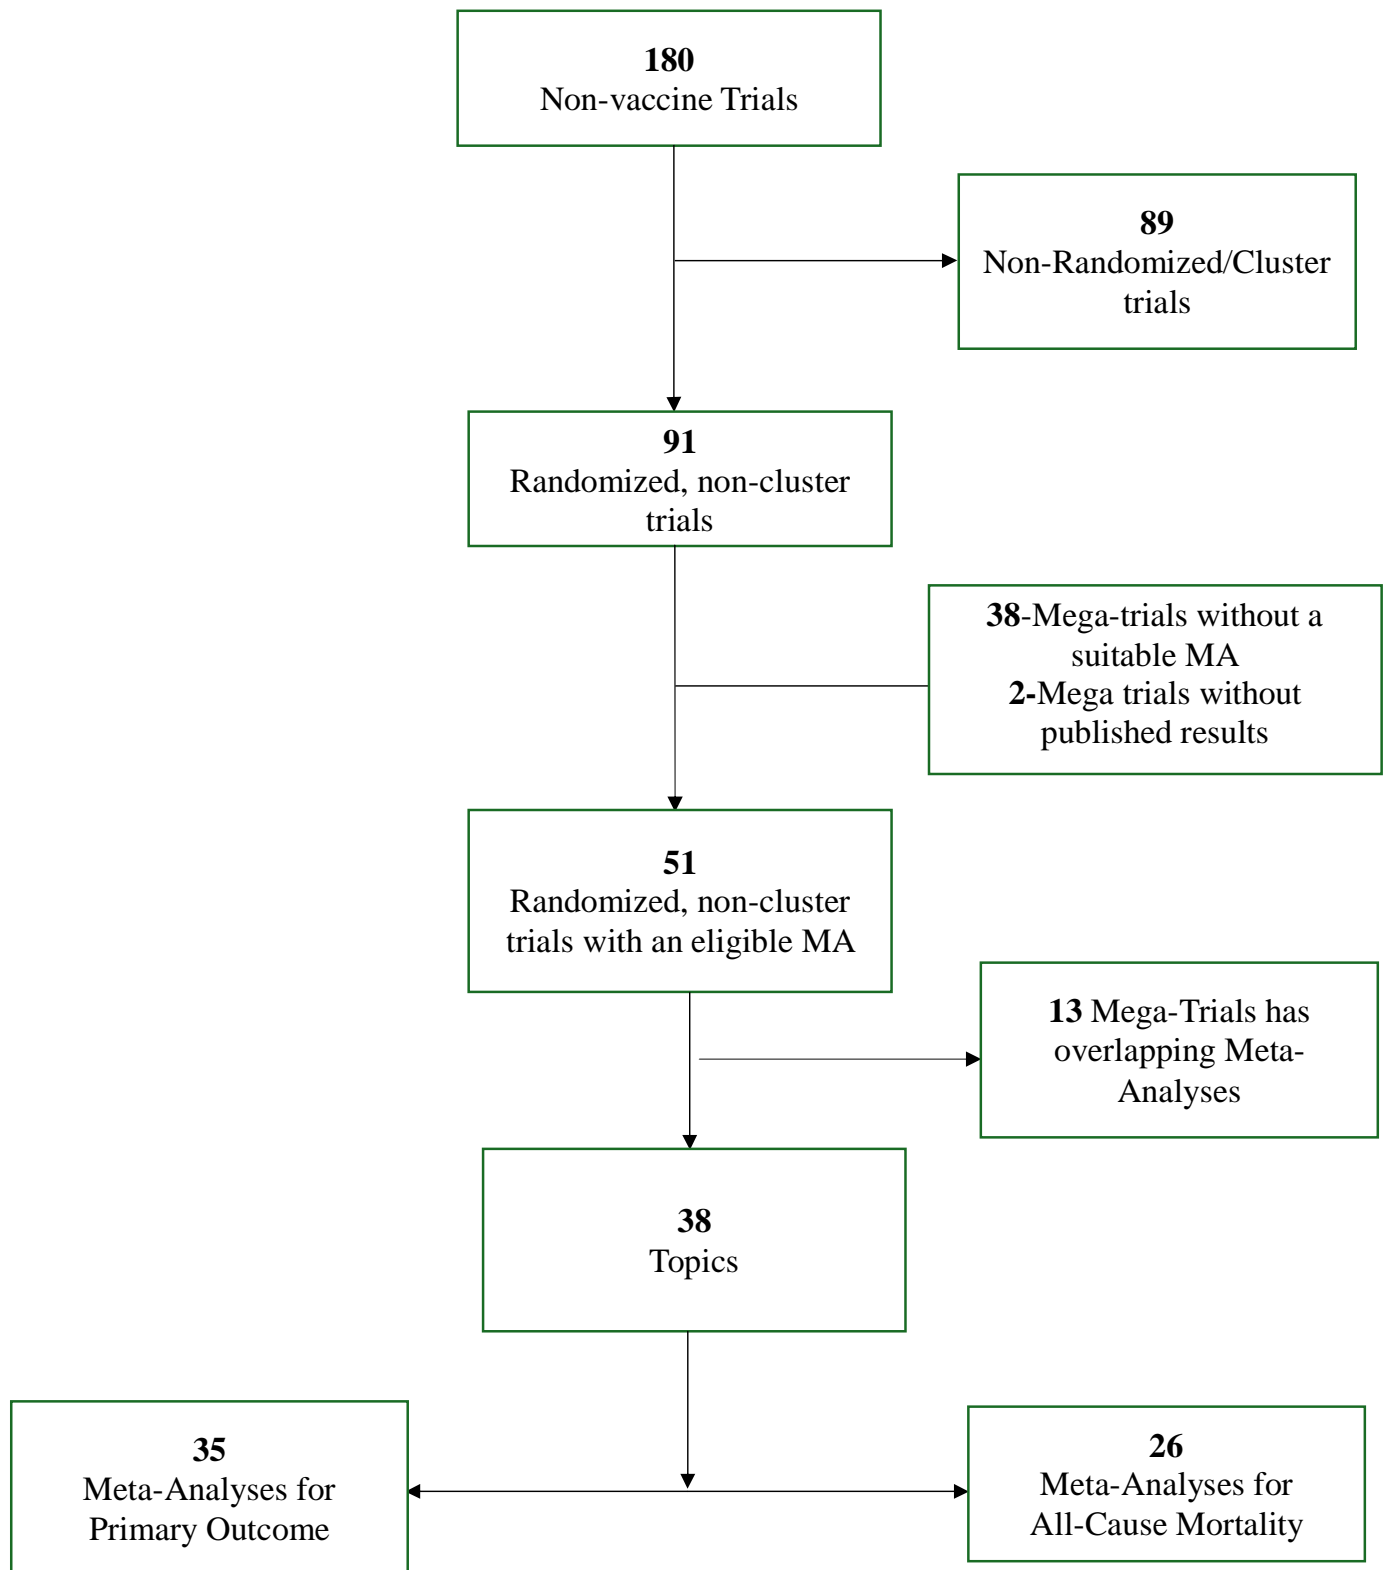 180
Non-vaccine Trials
89
Non-Randomized/Cluster
trials
91
Randomized, non-cluster
trials
38-Mega-trials without a
suitable MA
2-Mega trials without
published results
51
Randomized, non-cluster
trials with an eligible MA
13 Mega-Trials has
overlapping Meta-
Analyses
38
Topics
35
Meta-Analyses for
Primary Outcome
26
Meta-Analyses for
All-Cause Mortality